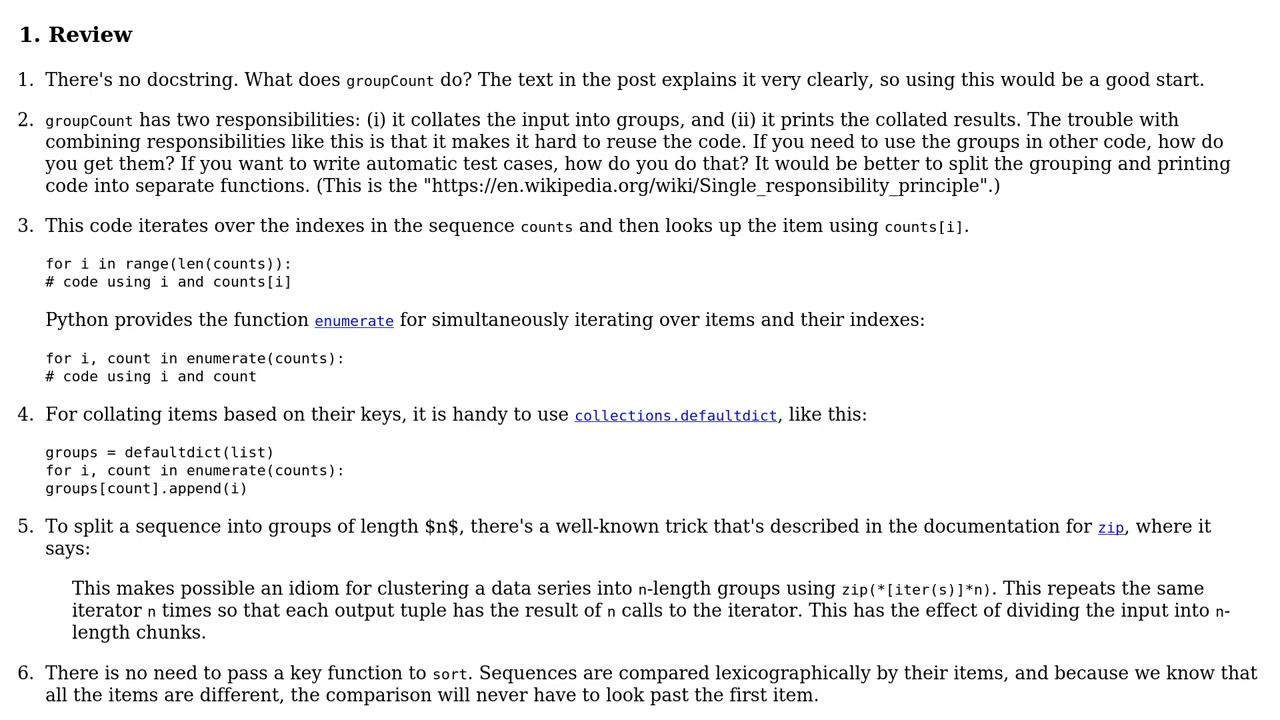 1. Review
1. There's no docstring. What does groupCount do? The text in the post explains it very clearly, so using this would be a good start.
2. groupCount has two responsibilities: (i) it collates the input into groups, and (ii) it prints the collated results. The trouble with
combining responsibilities like this is that it makes it hard to reuse the code. If you need to use the groups in other code, how do
you get them? If you want to write automatic test cases, how do you do that? It would be better to split the grouping and printing
code into separate functions. (This is the "https://en.wikipedia.org/wiki/Single_responsibility_principle".)
3. This code iterates over the indexes in the sequence counts and then looks up the item using counts[i].
for i in range(len(counts)):
# code using i and counts[i]
Python provides the function enumerate for simultaneously iterating over items and their indexes:
for i, count in enumerate(counts):
# code using i and count
4. For collating items based on their keys, it is handy to use collections.defaultdict, like this:
groups = defaultdict(list)
for i, count in enumerate(counts):
groups[count].append(i)
5. To split a sequence into groups of length $n$, there's a well-known trick that's described in the documentation for zip, where it
says:
This makes possible an idiom for clustering a data series into n-length groups using zip(*[iter(s)]*n). This repeats the same
iterator n times so that each output tuple has the result of n calls to the iterator. This has the effect of dividing the input into n-
length chunks.
6. There is no need to pass a key function to sort. Sequences are compared lexicographically by their items, and because we know that
all the items are different, the comparison will never have to look past the first item.